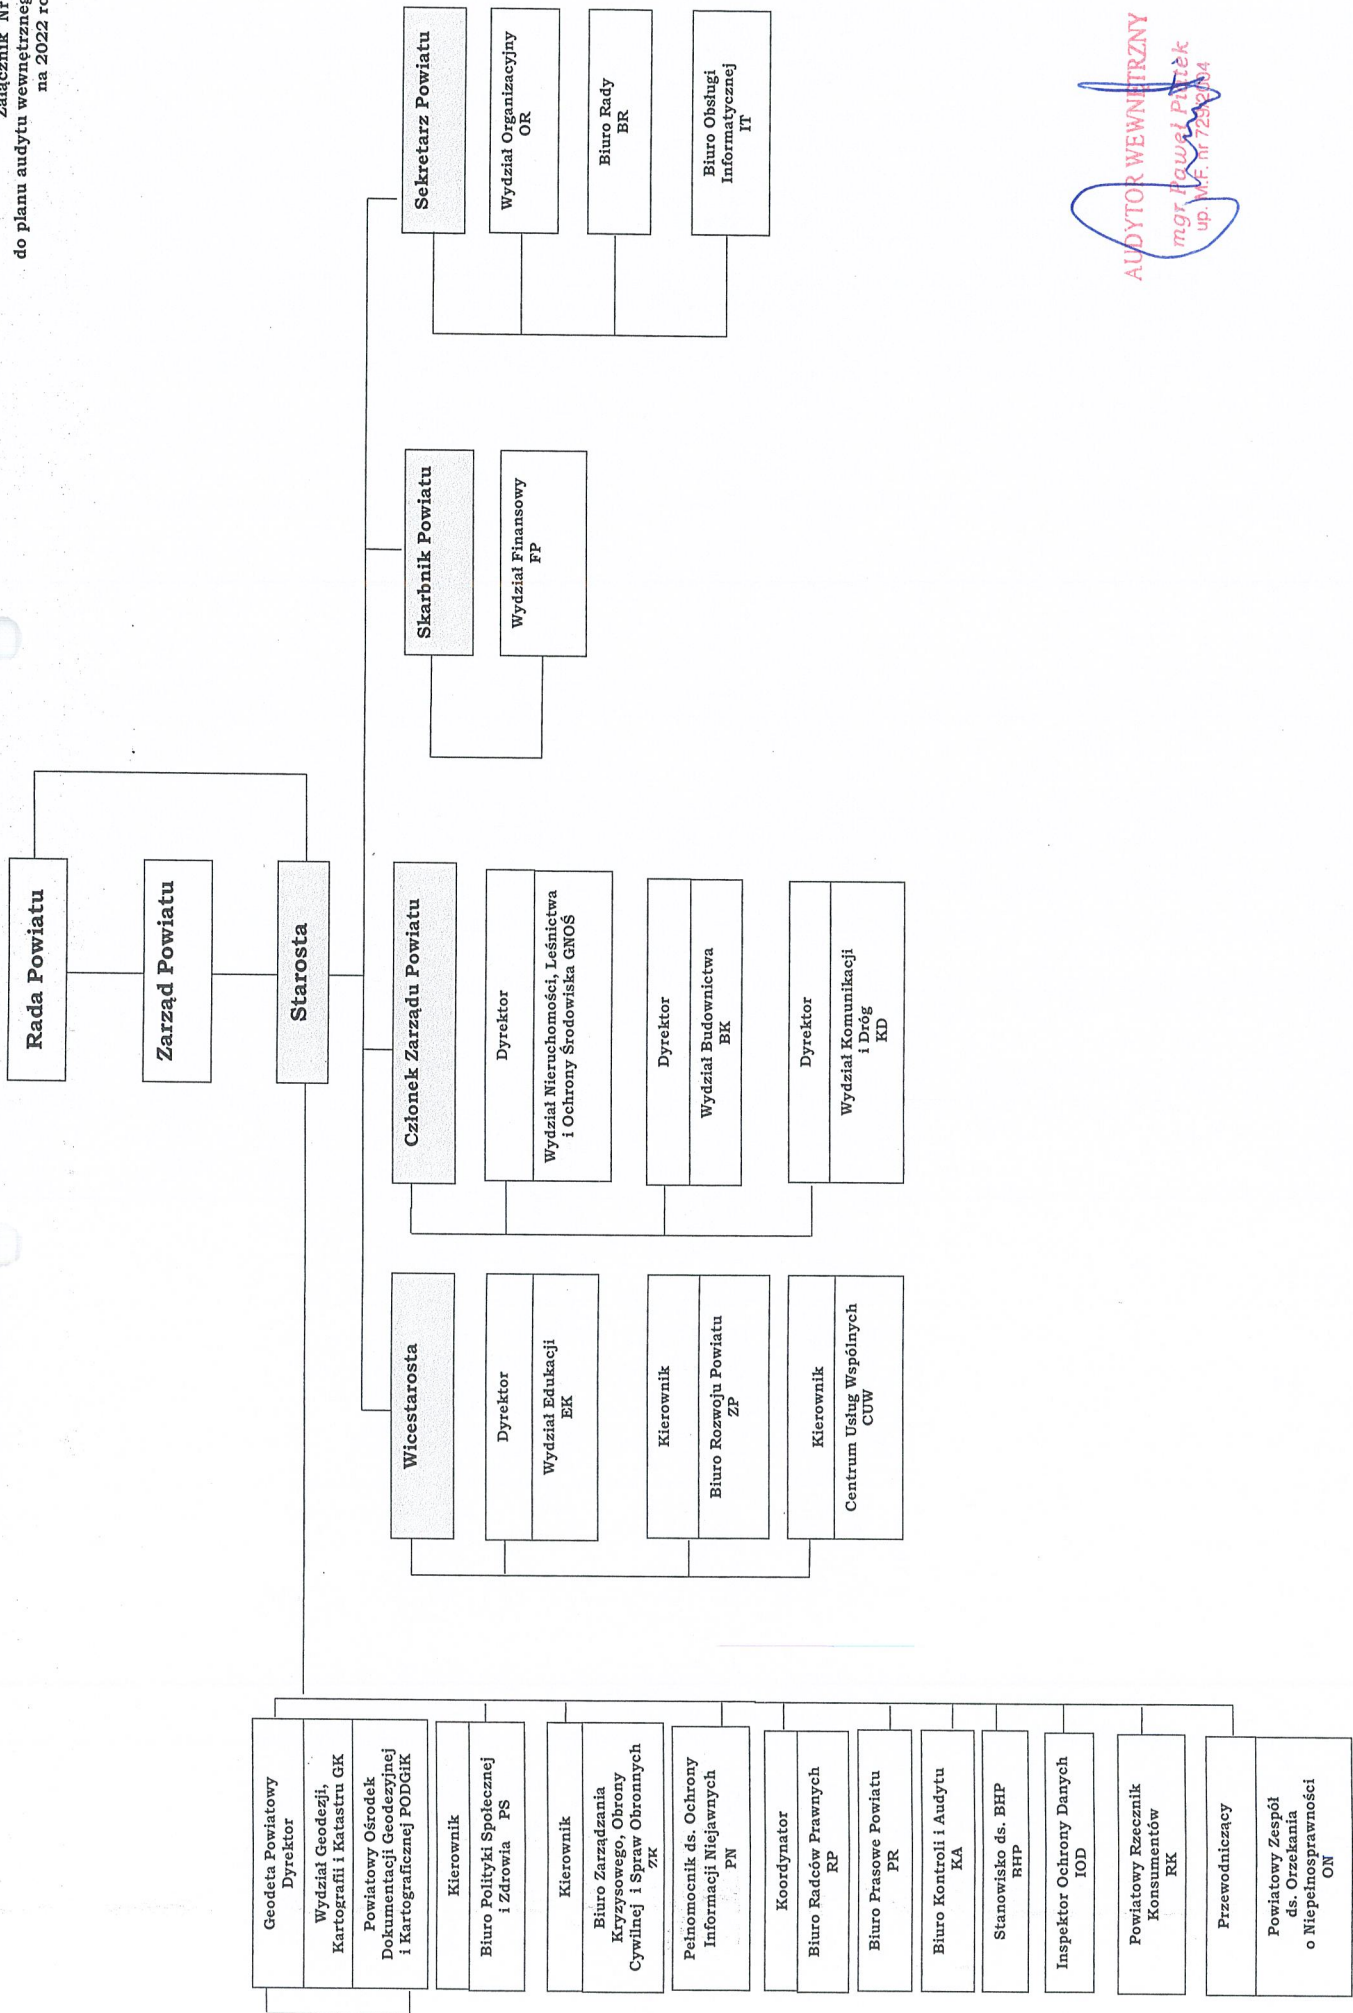 Załącznik Nr
do planu audytu wewnętrzneg
na 2022 ro
Rada Powiatu
Zarząd Powiatu
Starosta
Geodeta Powiatowy
Dyrektor
Wydział Geodezji,
Kartografii i Katastru GK
Powiatowy Ośrodek
Dokumentacji Geodezyjnej
i Kartograficznej PODGiK
Kierownik
Biuro Polityki Społecznej
i Zdrowia PS
Kierownik
Biuro Zarządzania
Kryzysowego, Obrony
Cywilnej i Spraw Obronnych
ZK
Pełnomocnik ds. Ochrony
Informacji Niejawnych
PN
Koordynator
Biuro Radców Prawnych
RP
Biuro Prasowe Powiatu
PR
Biuro Kontroli i Audytu
KA
Stanowisko ds. BHP
BHP
Inspektor Ochrony Danych
IOD
Powiatowy Rzecznik
Konsumentów
RK
Przewodniczący
Powiatowy Zespół
ds. Orzekania
o Niepełnosprawności
ON
Wicestarosta
Dyrektor
Wydział Edukacji
EK
Kierownik
Biuro Rozwoju Powiatu
ZP
Kierownik
Centrum Usług Wspólnych
CUW
Członek Zarządu Powiatu
Dyrektor
Wydział Nieruchomości, Leśnictwa
i Ochrony Środowiska GNOŚ
Dyrektor
Wydział Budownictwa
BK
Dyrektor
Wydział Komunikacji
i Dróg
KD
Skarbnik Powiatu
Wydział Finansowy
FP
Sekretarz Powiatu
Wydział Organizacyjny
OR
Biuro Rady
BR
Biuro Obsługi
Informatycznej
IT
AUDYTOR WEWNĘTRZNY
mgr Paweł Piątek
up. M.F. nr 729/2004